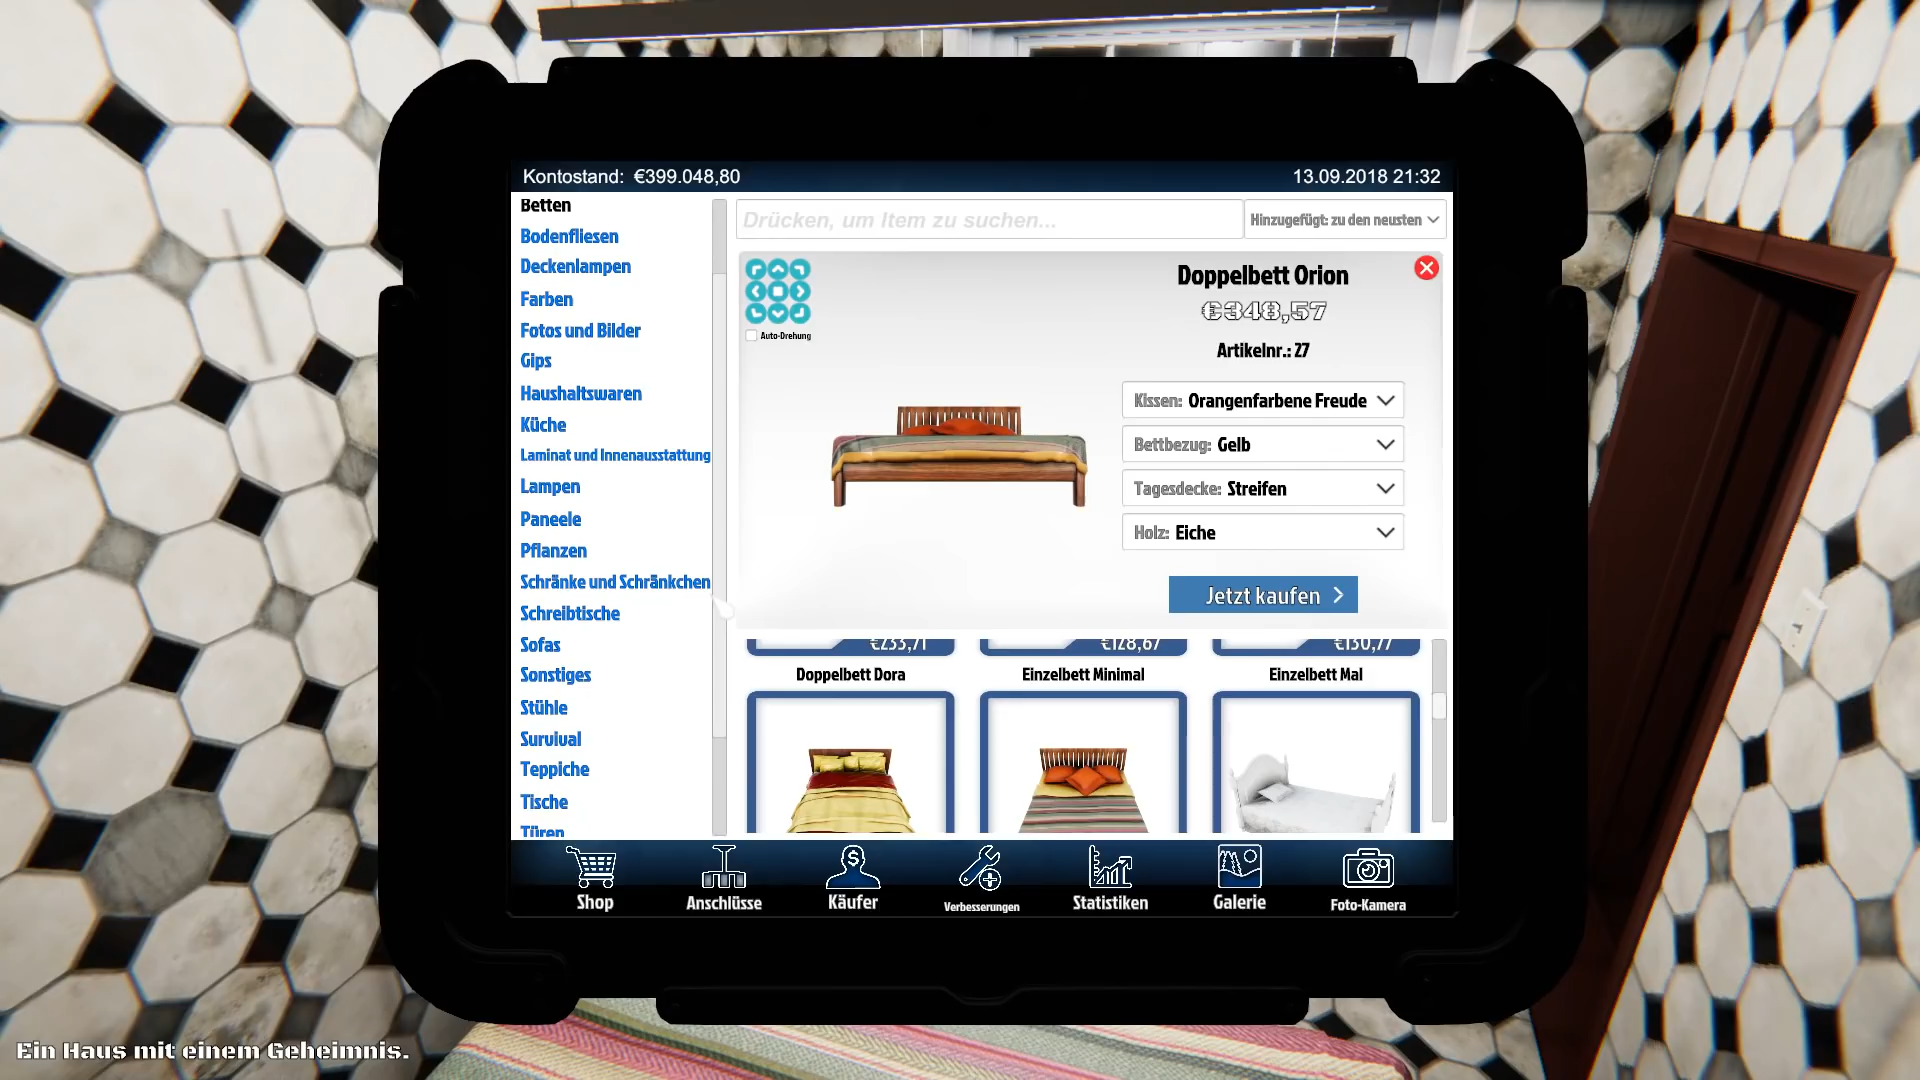 Kontostand: €399.048,80
13.09.2018 21:32
Betten
Bodenfliesen
Deckenlampen
Farben
Fotos und Bilder
Gips
Haushaltswaren
Küche
Laminat und Innenausstattung
Lampen
Paneele
Pflanzen
Schränke und Schränkchen
Schreibtische
Sofas
Sonstiges
Stühle
Survival
Teppiche
Tische
Türen
Drücken, um Item zu suchen...
Hinzugefügt: zu den neusten
Auto-Drehung
Doppelbett Orion
€348,57
Artikelnr.: 27
Kissen: Orangenfarbene Freude
Bettbezug: Gelb
Tagesdecke: Streifen
Holz: Eiche
Jetzt kaufen
€233,71
€128,67
€130,77
Doppelbett Dora
Einzelbett Minimal
Einzelbett Mal
Shop
Anschlüsse
Käufer
Verbesserungen
Statistiken
Galerie
Foto-Kamera
Ein Haus mit einem Geheimnis.